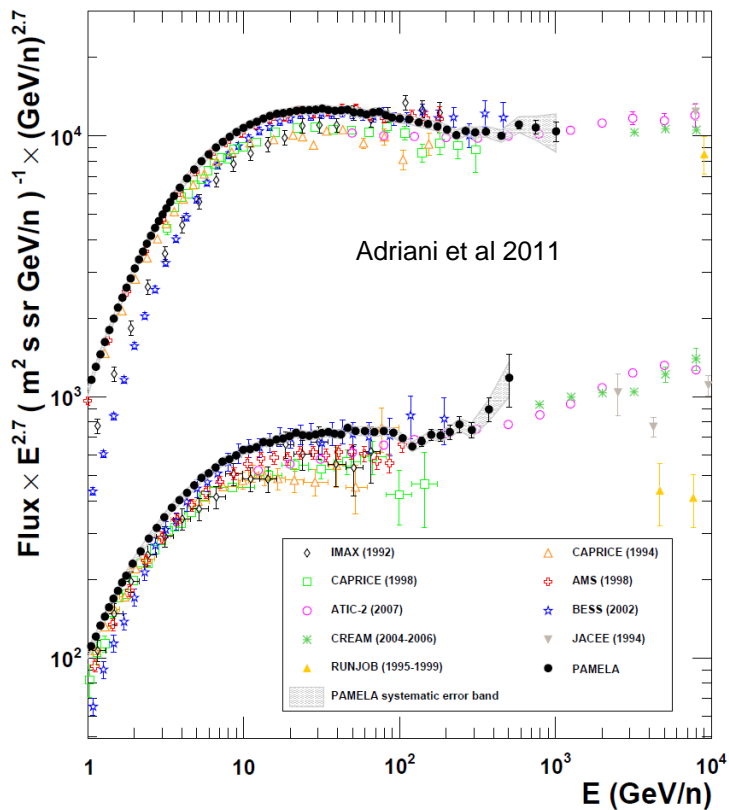 Flux × E^2.7 ( m^2 s sr GeV/n )^-1 × (GeV/n)^2.7
10^4
10^3
10^2
Adriani et al 2011
IMAX (1992)
CAPRICE (1994)
CAPRICE (1998)
AMS (1998)
ATIC-2 (2007)
BESS (2002)
CREAM (2004-2006)
JACEE (1994)
RUNJOB (1995-1999)
PAMELA
PAMELA systematic error band
1 10 10^2 10^3 10^4
E (GeV/n)